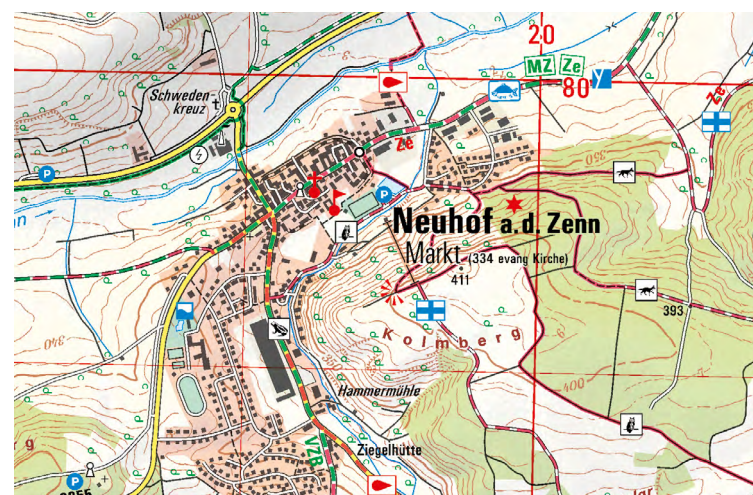 20
MZ Ze
80
Schweden-
kreuz
Ze
Ze
P
P
350
Neuhof a. d. Zenn
Markt (334 evang Kirche)
411
393
340
Kolmberg
400
Hammermühle
VZB
Ziegelhütte
P